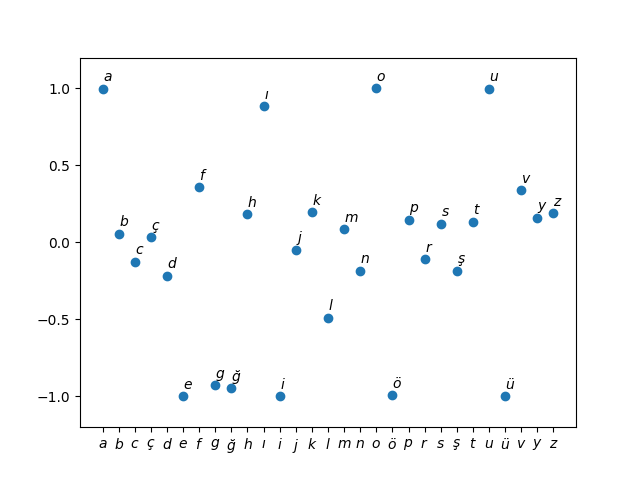 1.0
0.5
0.0
−0.5
−1.0
a
b
c
ç
d
e
f
g
ğ
h
ı
i
j
k
l
m
n
o
ö
p
r
s
ş
t
u
ü
v
y
z
a b c ç d e f g ğ h ı i j k l m n o ö p r s ş t u ü v y z